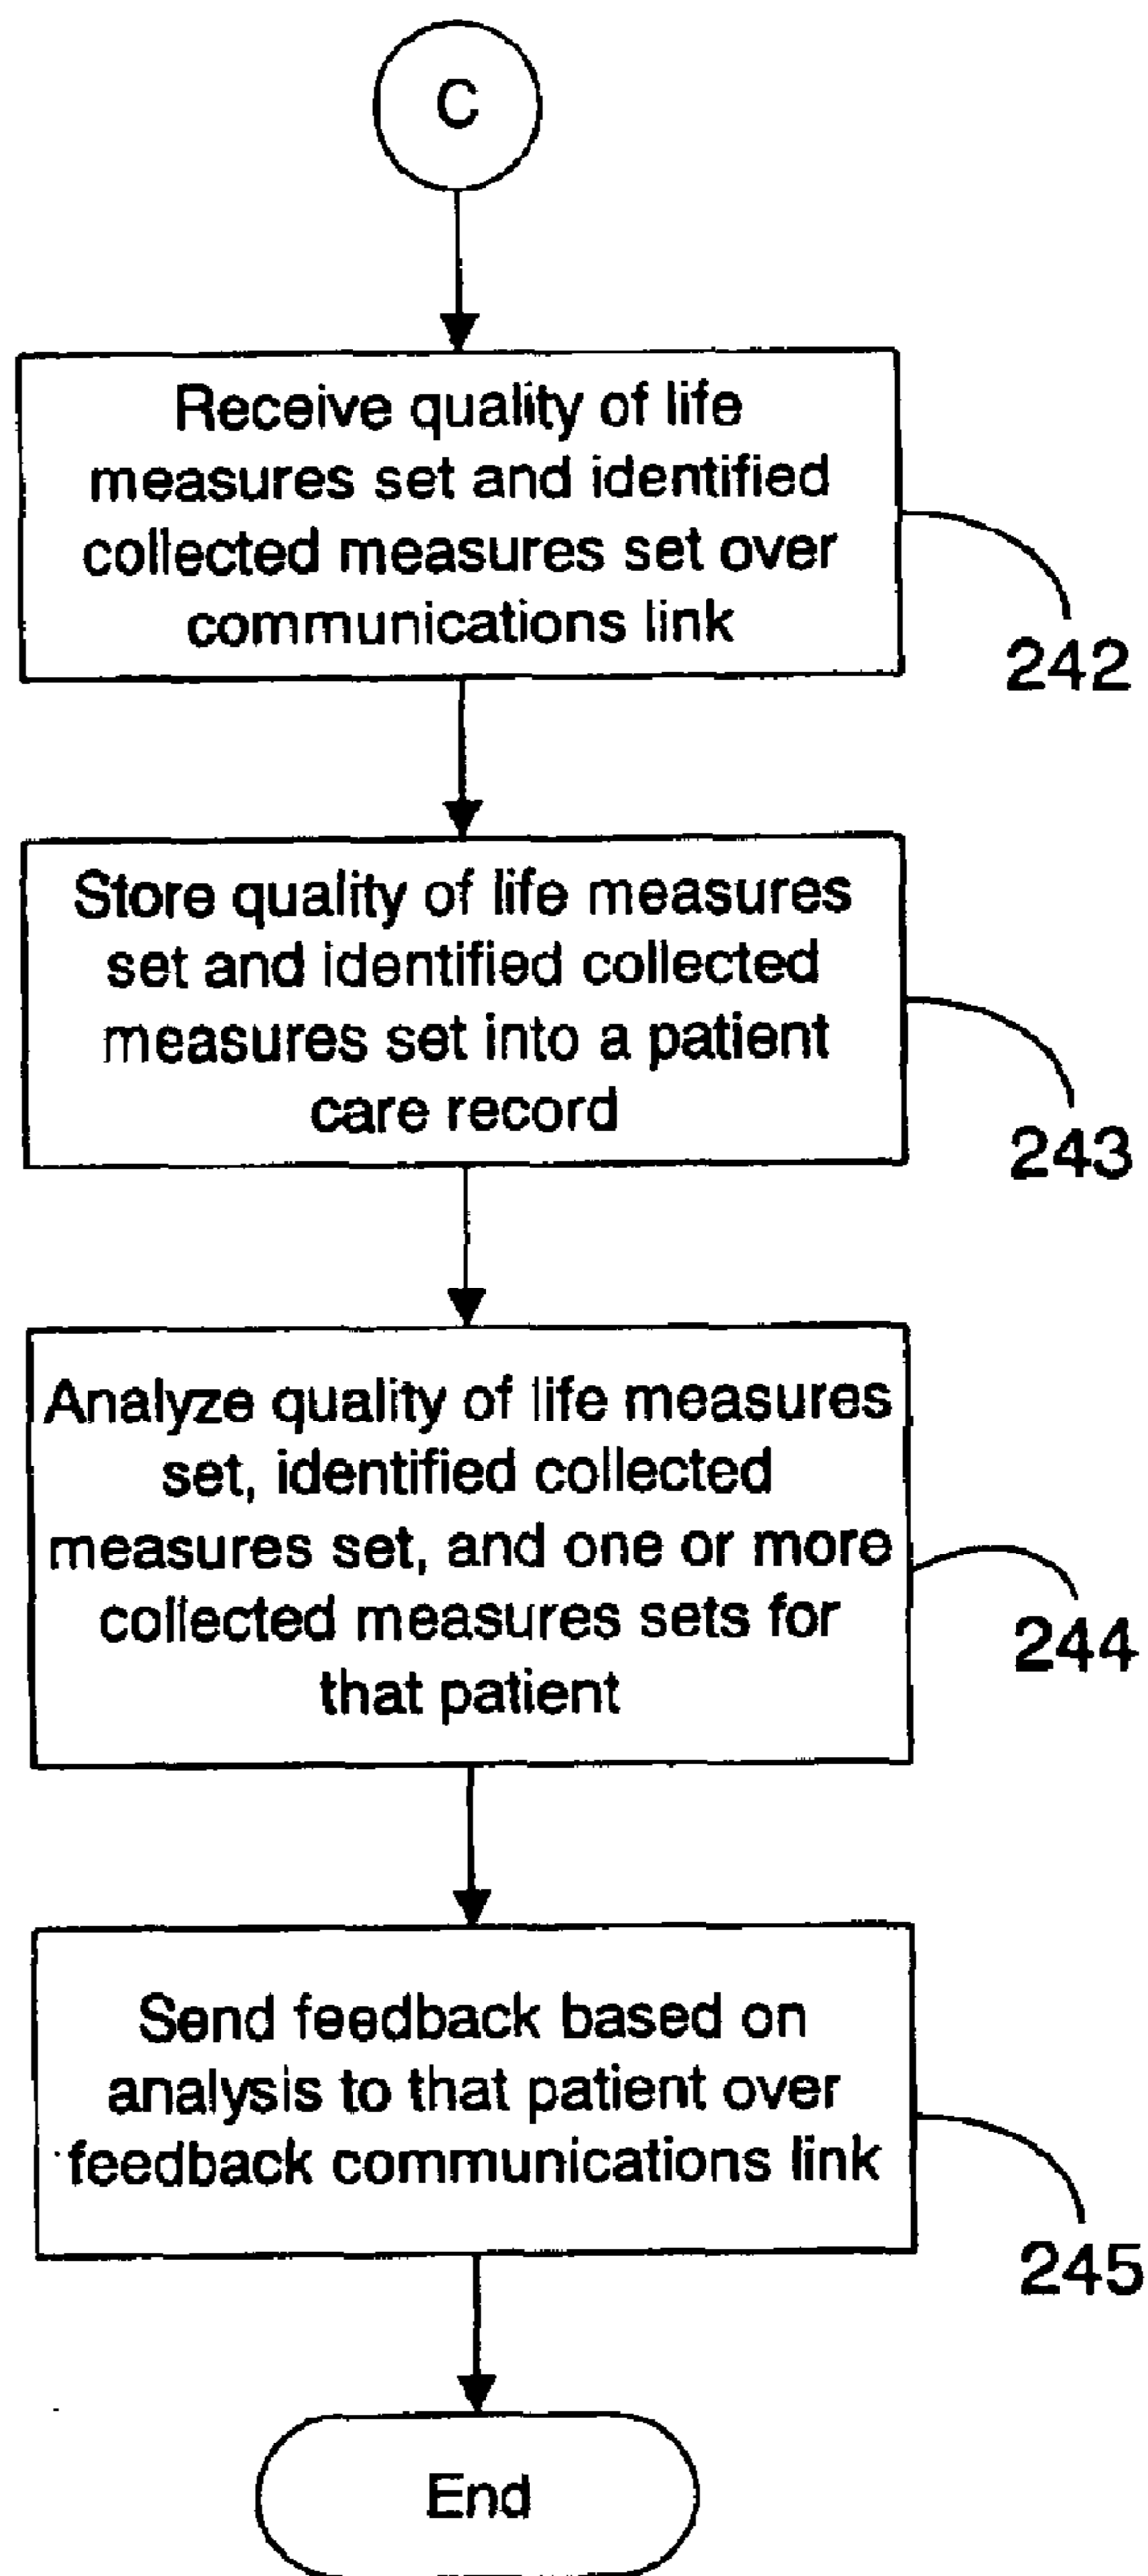 C
Receive quality of life
measures set and identified
collected measures set over
communications link
242
Store quality of life measures
set and identified collected
measures set into a patient
care record
243
Analyze quality of life measures
set, identified collected
measures set, and one or more
collected measures sets for
that patient
244
Send feedback based on
analysis to that patient over
feedback communications link
245
End